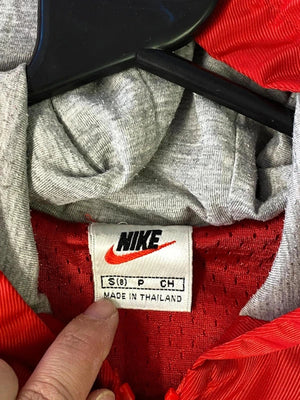 NIKE
S(8) P CH
MADE IN THAILAND